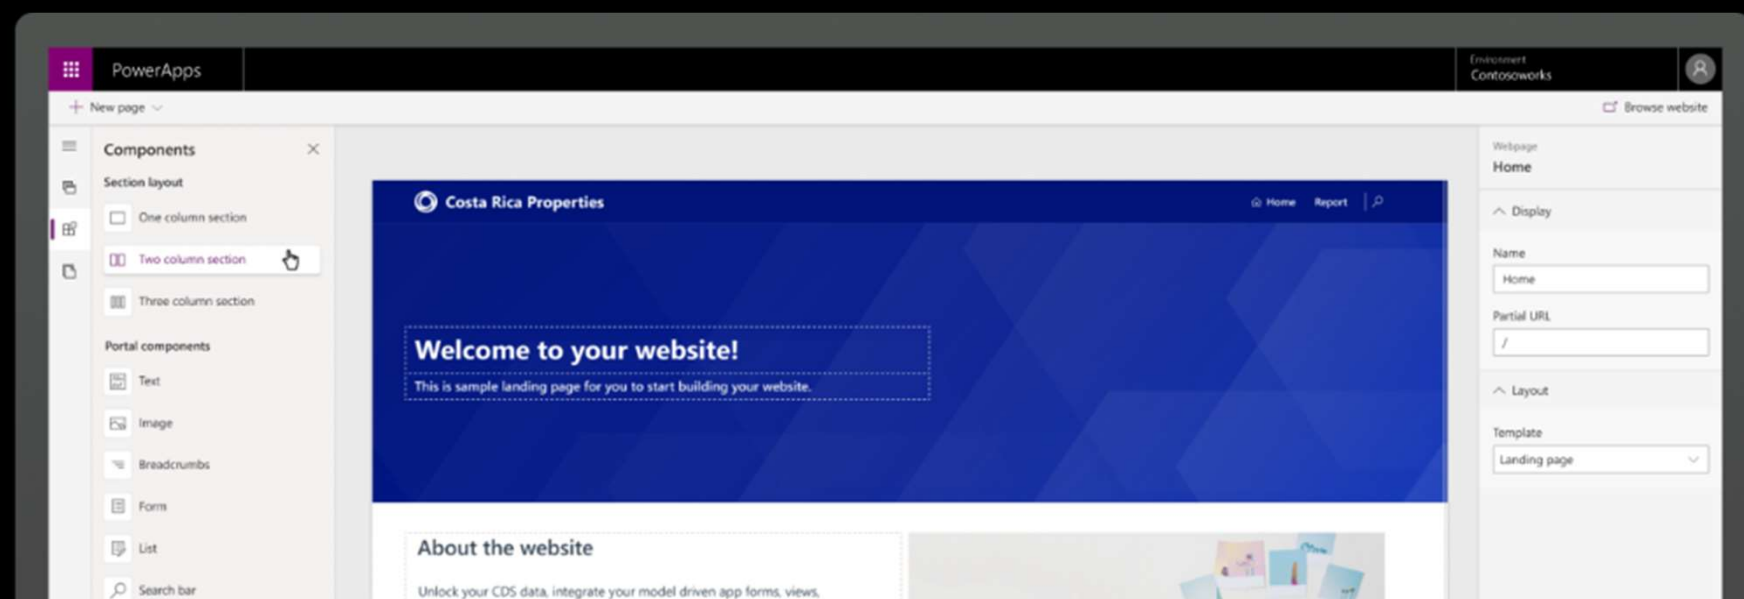 PowerApps
Environment
Contosoworks
New page
Browse website
Components
Section layout
One column section
Two column section
Three column section
Portal components
Text
Image
Breadcrumbs
Form
List
Search bar
Costa Rica Properties
Home
Report
Welcome to your website!
This is sample landing page for you to start building your website.
About the website
Unlock your CDS data, integrate your model driven app forms, views,
Webpage
Home
Display
Name
Home
Partial URL
/
Layout
Template
Landing page